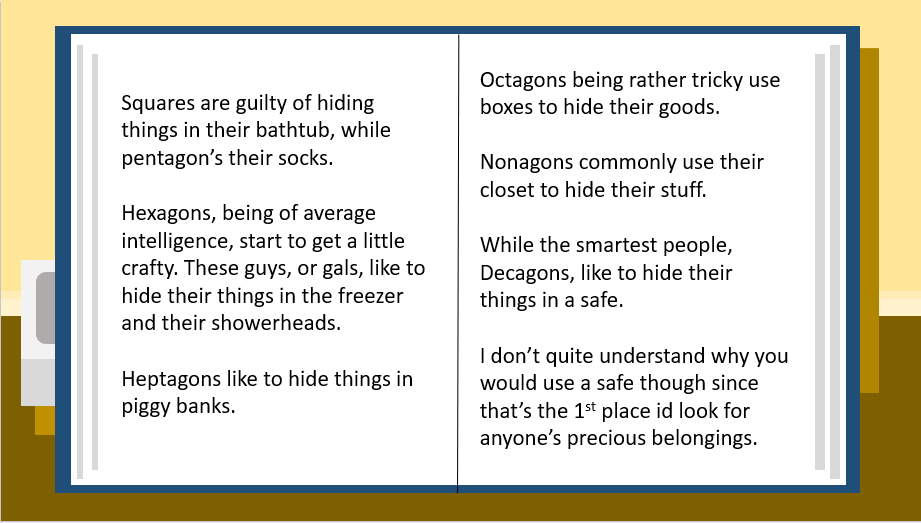 Squares are guilty of hiding
things in their bathtub, while
pentagon’s their socks.
Hexagons, being of average
intelligence, start to get a little
crafty. These guys, or gals, like to
hide their things in the freezer
and their showerheads.
Heptagons like to hide things in
piggy banks.
Octagons being rather tricky use
boxes to hide their goods.
Nonagons commonly use their
closet to hide their stuff.
While the smartest people,
Decagons, like to hide their
things in a safe.
I don’t quite understand why you
would use a safe though since
that’s the 1st place id look for
anyone’s precious belongings.